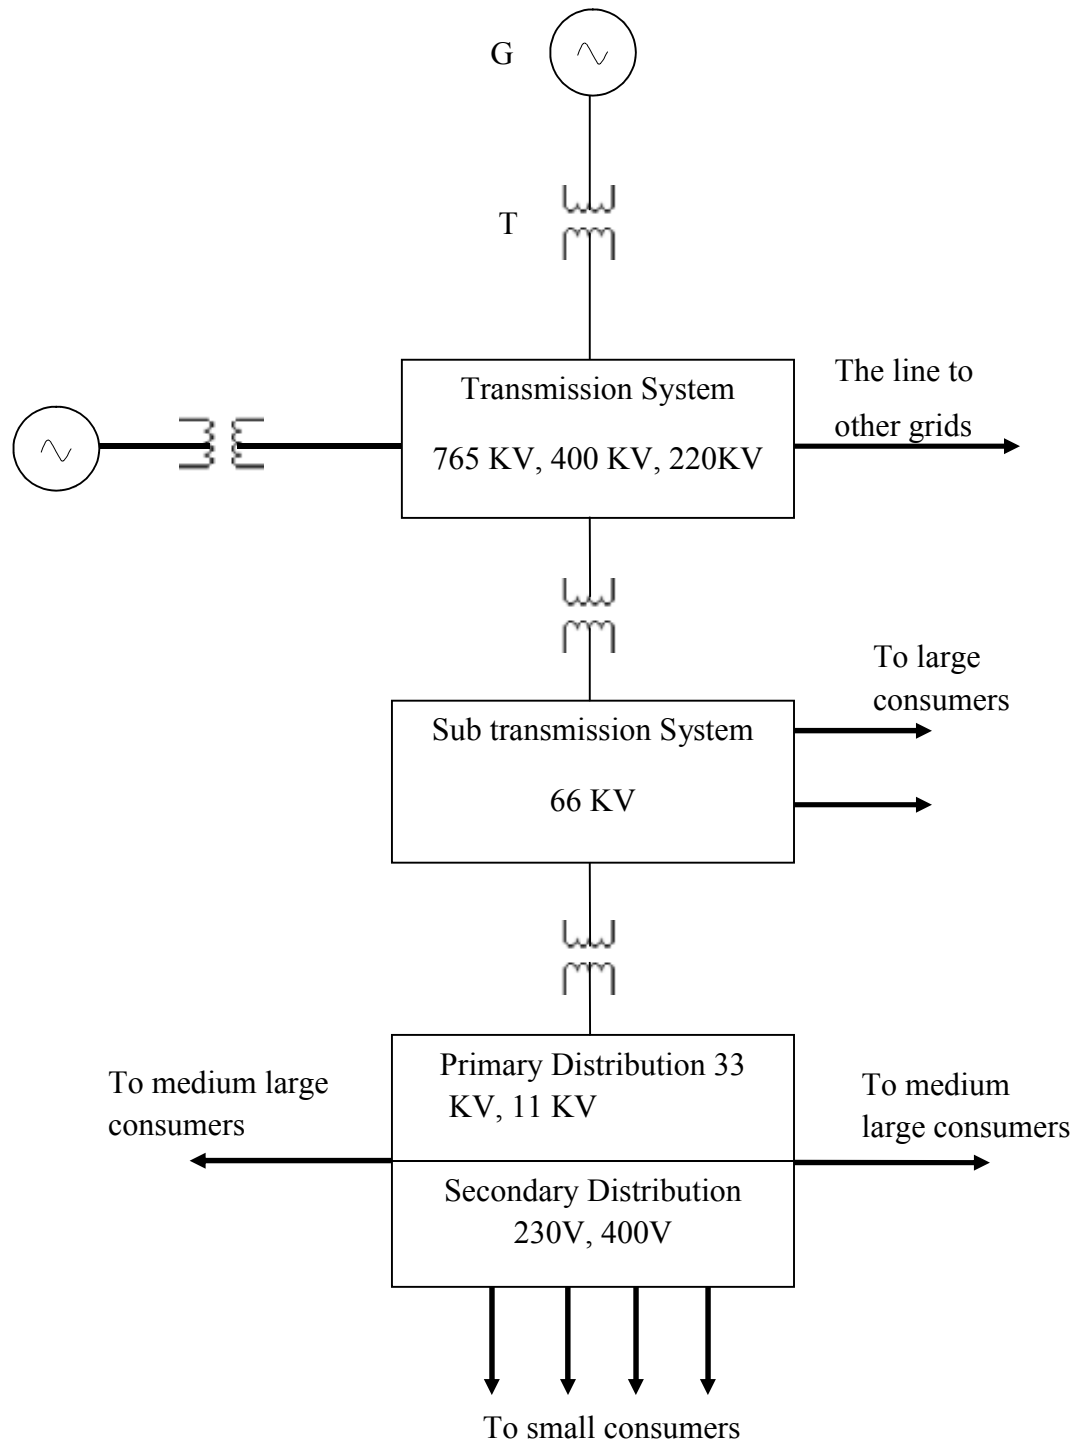 G
T
Transmission System
765 KV, 400 KV, 220KV
The line to
other grids
To large
consumers
Sub transmission System
66 KV
To medium large
consumers
Primary Distribution 33
KV, 11 KV
To medium
large consumers
Secondary Distribution
230V, 400V
To small consumers